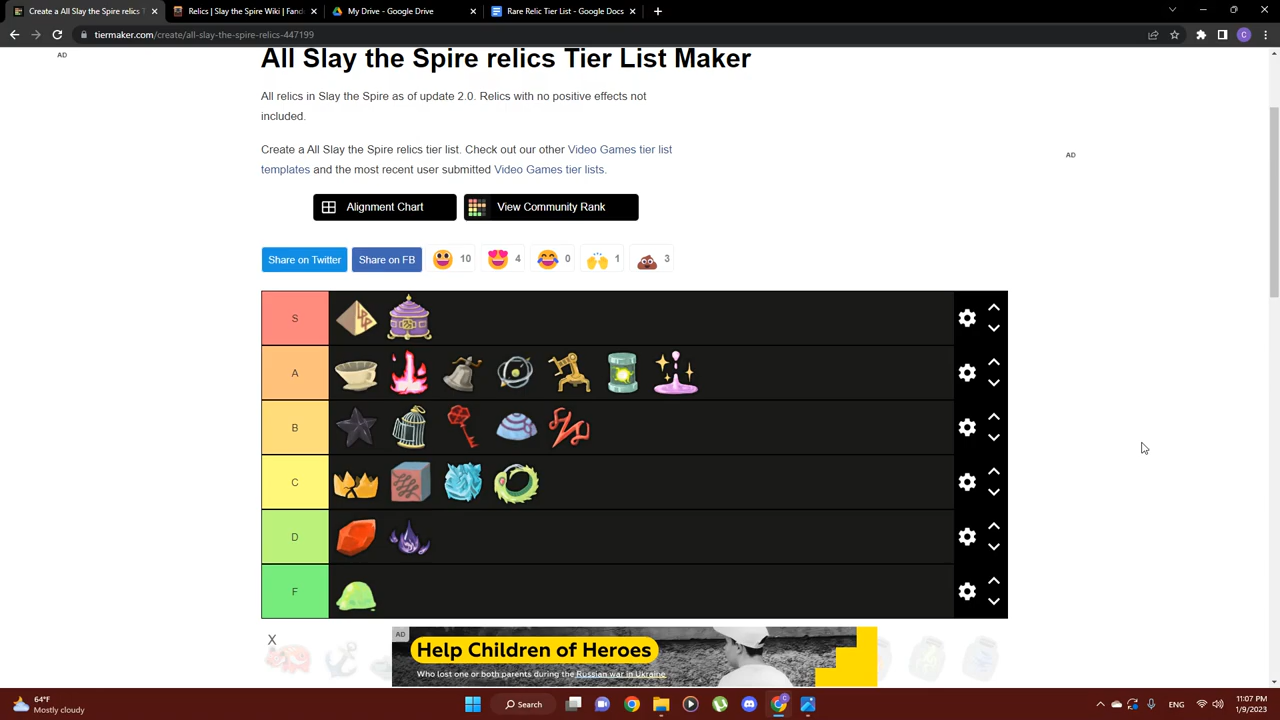 Create a All Slay the Spire relics T
Relics | Slay the Spire Wiki | Fand
My Drive - Google Drive
Rare Relic Tier List - Google Docs
tiermaker.com/create/all-slay-the-spire-relics-447199
C
AD
All Slay the Spire relics Tier List Maker
All relics in Slay the Spire as of update 2.0. Relics with no positive effects not
included.
Create a All Slay the Spire relics tier list. Check out our other Video Games tier list
templates and the most recent user submitted Video Games tier lists.
AD
Alignment Chart
View Community Rank
Share on Twitter
Share on FB
10
4
0
1
3
S
A
B
C
D
F
X
AD
Help Children of Heroes
Who lost one or both parents during the Russian war in Ukraine
64°F
Mostly cloudy
Search
ENG
11:07 PM
1/9/2023